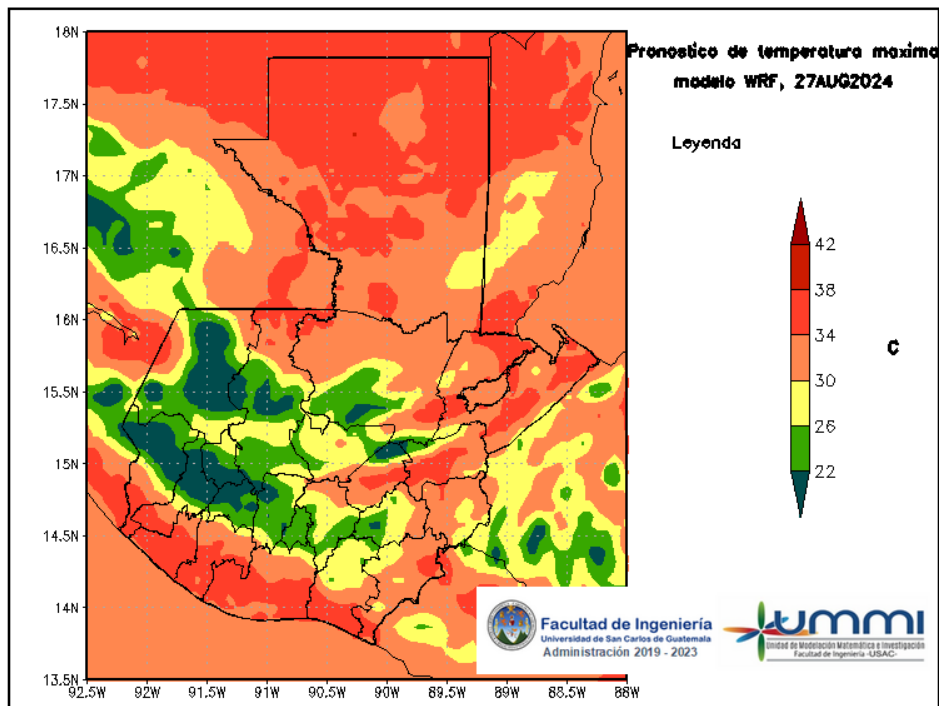 Pronostico de temperatura maxima
modelo WRF, 27AUG2024
Leyenda
42
38
34
30
26
22
C
18N
17.5N
17N
16.5N
16N
15.5N
15N
14.5N
14N
13.5N
92.5W 92W 91.5W 91W 90.5W 90W 89.5W 89W 88.5W 88W
Facultad de Ingeniería
Universidad de San Carlos de Guatemala
Administración 2019 - 2023
ummi
Unidad de Modelación Matemática e Investigación
Facultad de Ingeniería -USAC-